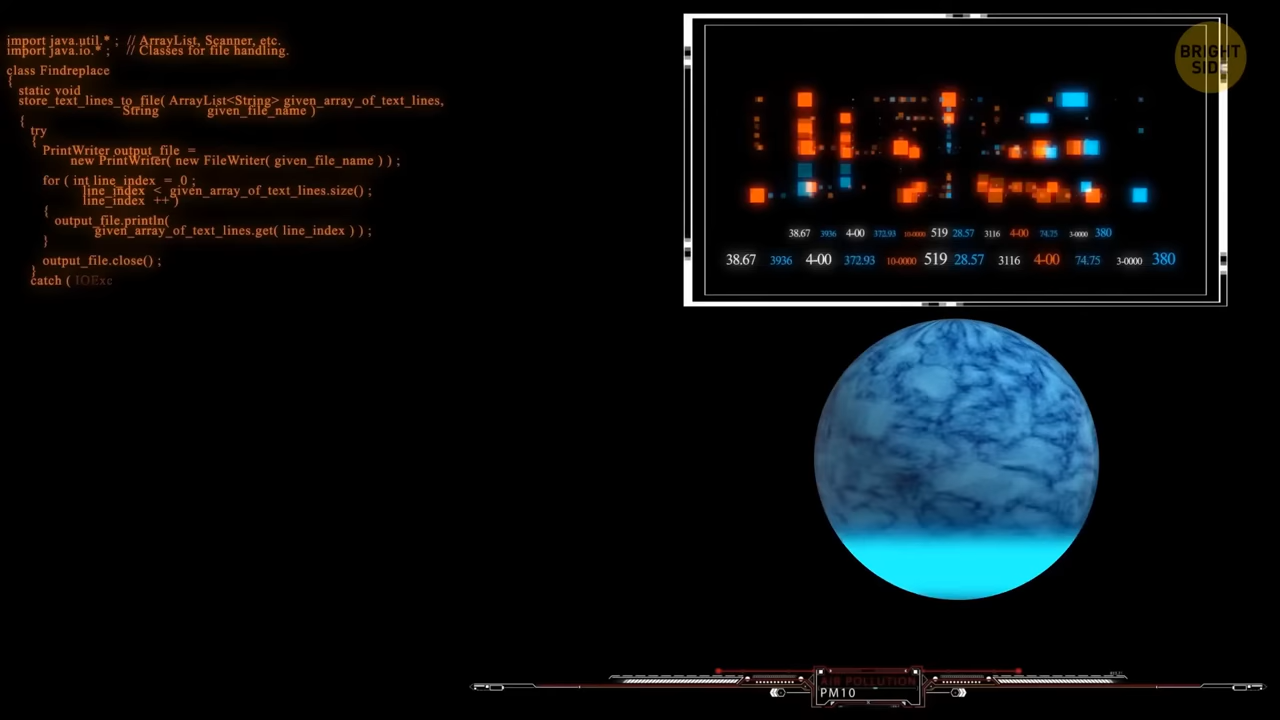 import java.util.* ;  // ArrayList, Scanner, etc.
import java.io.* ;    // Classes for file handling.
class Findreplace
{
static void
store_text_lines_to_file( ArrayList<String> given_array_of_text_lines,
String given_file_name )
{
try
{
PrintWriter output_file =
new PrintWriter( new FileWriter( given_file_name ) ) ;
for ( int line_index = 0 ;
line_index < given_array_of_text_lines.size() ;
line_index ++ )
{
output_file.println(
given_array_of_text_lines.get( line_index ) ) ;
}
output_file.close() ;
}
catch ( IOExc
BRIGHT
SIDE
38.67 3936 4-00 372.93 10-0000 519 28.57 3116 4-00 74.75 3-0000 380
38.67 3936 4-00 372.93 10-0000 519 28.57 3116 4-00 74.75 3-0000 380
AIR POLLUTION
PM10